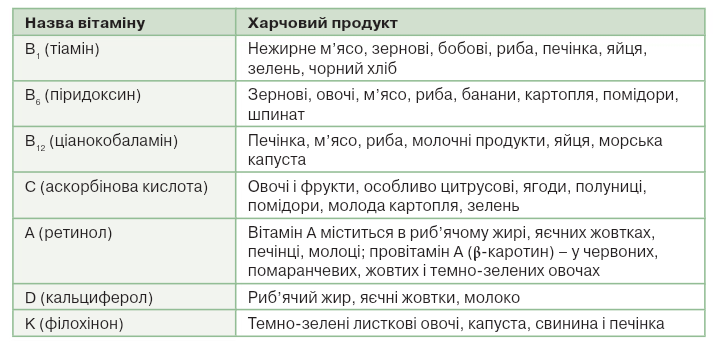 Назва вітаміну
Харчовий продукт
B₁ (тіамін)
Нежирне м’ясо, зернові, бобові, риба, печінка, яйця,
зелень, чорний хліб
B₆ (піридоксин)
Зернові, овочі, м’ясо, риба, банани, картопля, помідори,
шпинат
B₁₂ (ціанокобаламін)
Печінка, м’ясо, риба, молочні продукти, яйця, морська
капуста
C (аскорбінова кислота)
Овочі і фрукти, особливо цитрусові, ягоди, полуниці,
помідори, молода картопля, зелень
A (ретинол)
Вітамін А міститься в риб’ячому жирі, яєчних жовтках,
печінці, молоці; провітамін А (β-каротин) – у червоних,
помаранчевих, жовтих і темно-зелених овочах
D (кальциферол)
Риб’ячий жир, яєчні жовтки, молоко
K (філохінон)
Темно-зелені листкові овочі, капуста, свинина і печінка